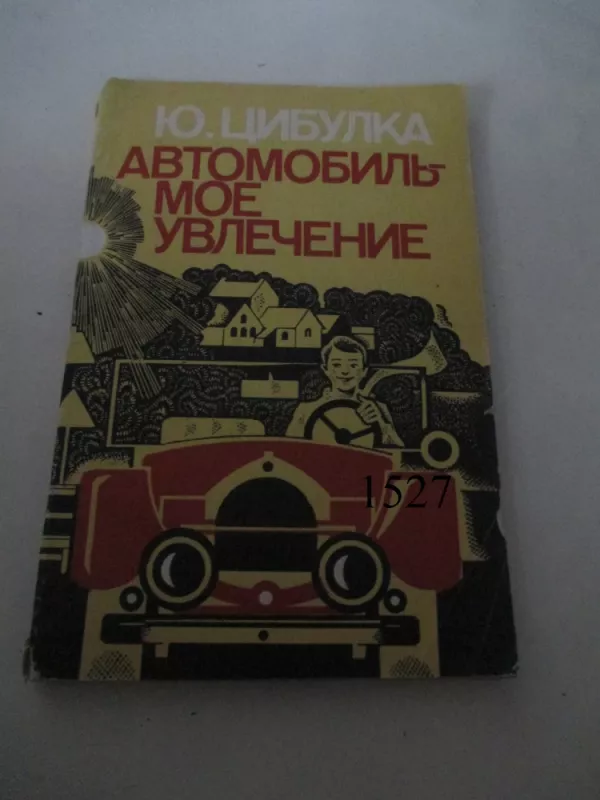 Ю. ЦИБУЛКА
АВТОМОБИЛЬ-
МОЕ
УВЛЕЧЕНИЕ
1527